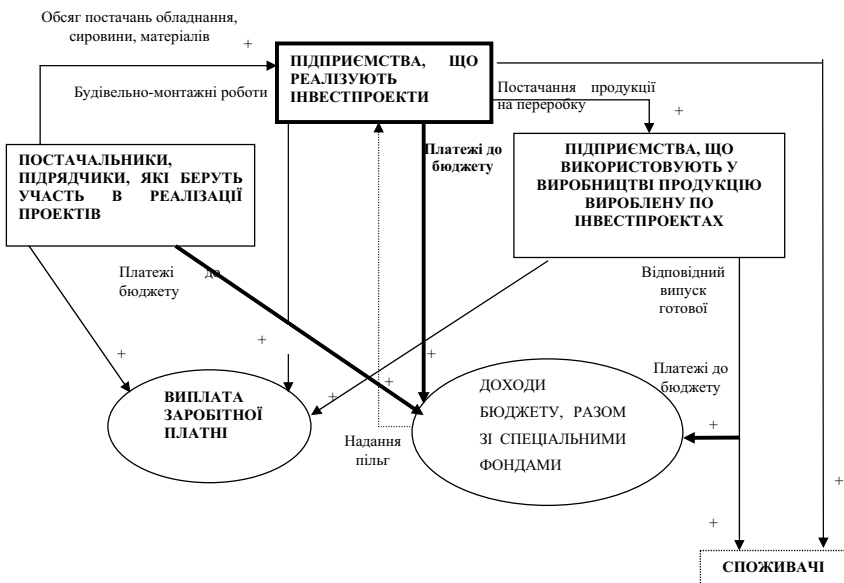 Обсяг постачань обладнання,
сировини, матеріалів
+
Будівельно-монтажні роботи
ПІДПРИЄМСТВА, ЩО
РЕАЛІЗУЮТЬ
ІНВЕСТПРОЕКТИ
Постачання продукції
на переробку
+
ПОСТАЧАЛЬНИКИ,
ПІДРЯДЧИКИ, ЯКІ БЕРУТЬ
УЧАСТЬ В РЕАЛІЗАЦІЇ
ПРОЕКТІВ
Платежі до
бюджету
ПІДПРИЄМСТВА, ЩО
ВИКОРИСТОВУЮТЬ У
ВИРОБНИЦТВІ ПРОДУКЦІЮ
ВИРОБЛЕНУ ПО
ІНВЕСТПРОЕКТАХ
Платежі до
бюджету
Відповідний
випуск
готової
+
+
+
+
+
ВИПЛАТА
ЗАРОБІТНОЇ
ПЛАТНІ
Надання
пільг
ДОХОДИ
БЮДЖЕТУ, РАЗОМ
ЗІ СПЕЦІАЛЬНИМИ
ФОНДАМИ
Платежі до
бюджету
+
+
+
СПОЖИВАЧІ